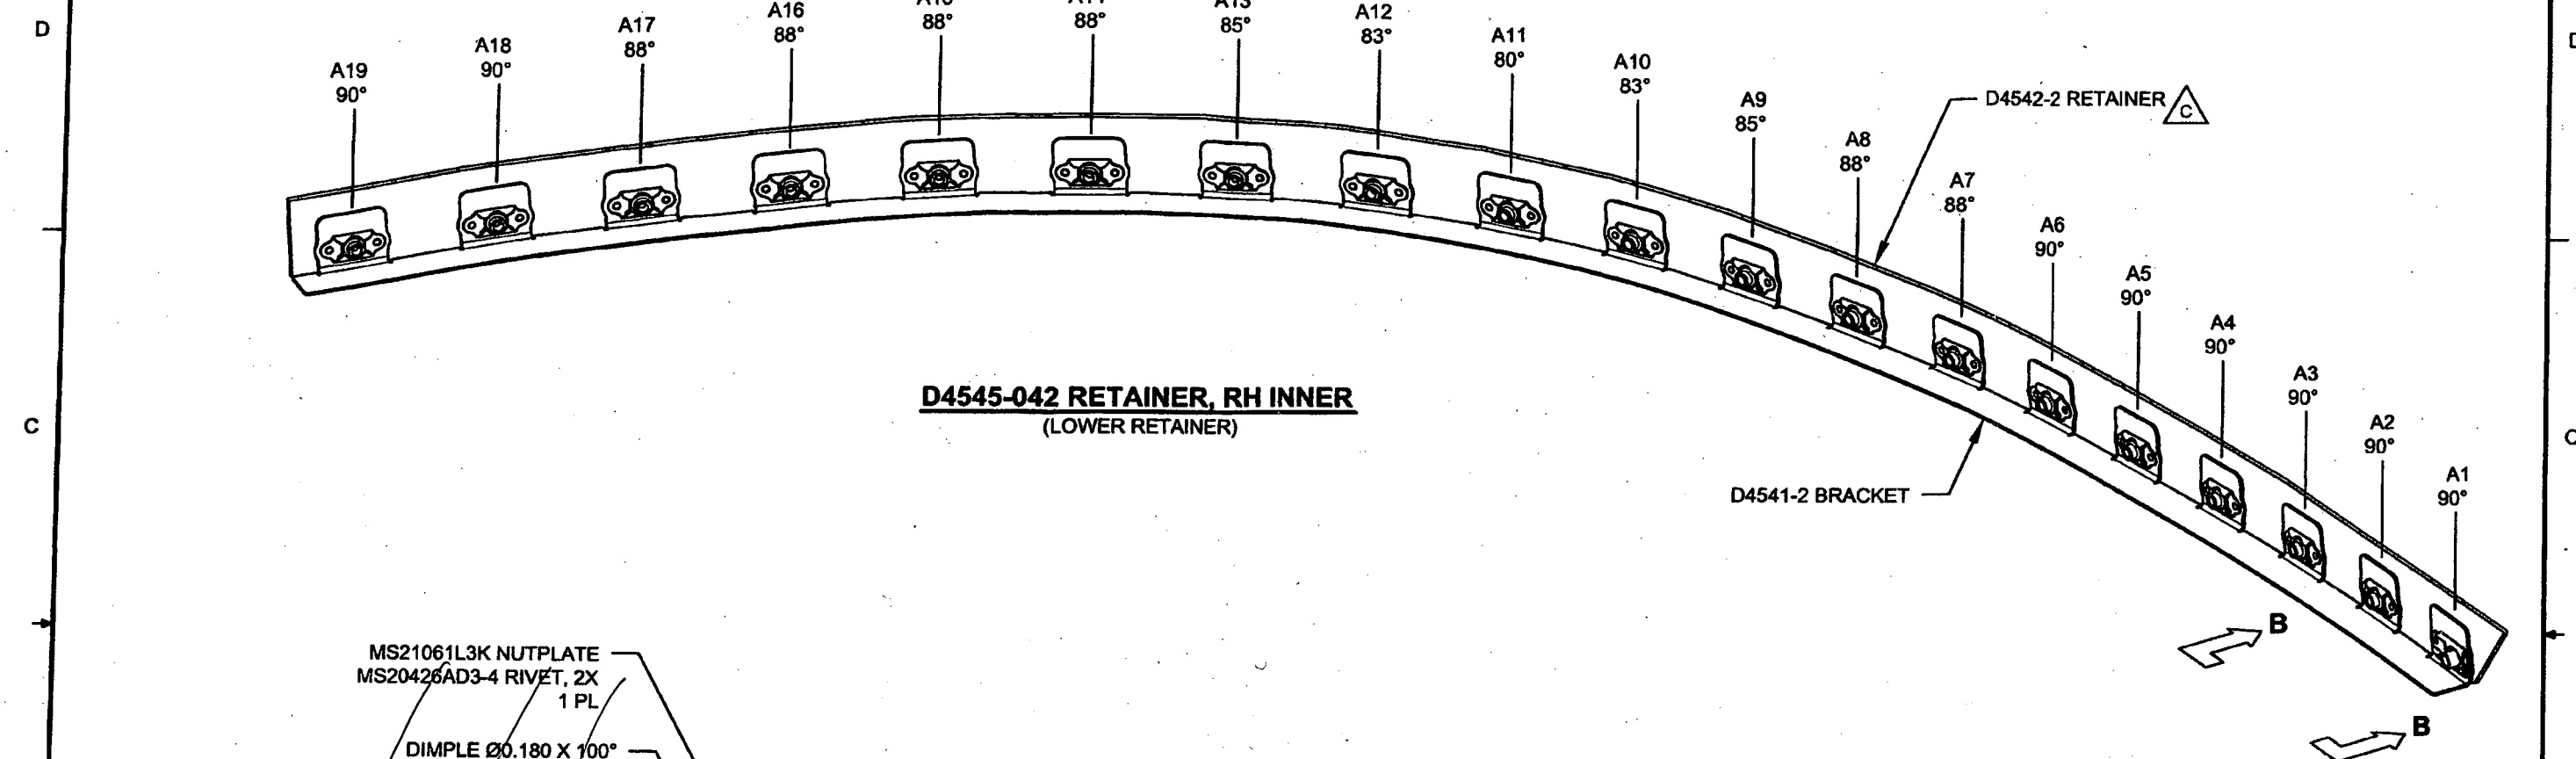 D
A19
90°
A18
90°
A17
88°
A16
88°
88°
88°
A13
85°
A12
83°
A11
80°
A10
83°
A9
85°
A8
88°
A7
88°
A6
90°
A5
90°
A4
90°
A3
90°
A2
90°
A1
90°
D4542-2 RETAINER
C
D4545-042 RETAINER, RH INNER
(LOWER RETAINER)
C
D4541-2 BRACKET
B
B
MS21061L3K NUTPLATE
MS20426AD3-4 RIVET, 2X
1 PL
DIMPLE Ø0.180 X 100°